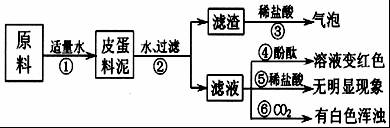 原料
适量水
①
皮蛋料泥
水、过滤
②
滤渣
稀盐酸
③
气泡
滤液
④酚酞
溶液变红色
⑤稀盐酸
无明显现象
⑥CO₂
有白色浑浊